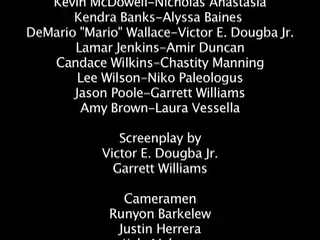 Kevin McDowell-Nicholas Anastasia
Kendra Banks-Alyssa Baines
DeMario "Mario" Wallace-Victor E. Dougba Jr.
Lamar Jenkins-Amir Duncan
Candace Wilkins-Chastity Manning
Lee Wilson-Niko Paleologus
Jason Poole-Garrett Williams
Amy Brown-Laura Vessella
Screenplay by
Victor E. Dougba Jr.
Garrett Williams
Cameramen
Runyon Barkelew
Justin Herrera